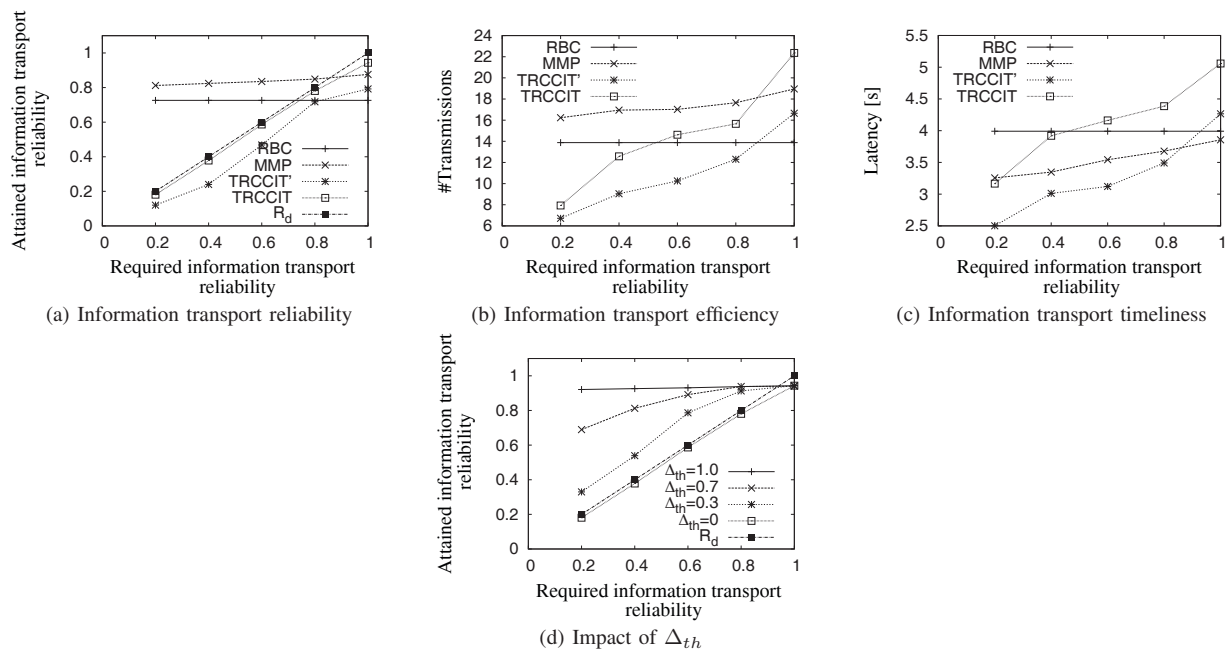 Attained information transport
reliability
1
0.8
0.6
0.4
0.2
0
RBC
MMP
TRCCIT'
TRCCIT
R_d
0 0.2 0.4 0.6 0.8 1
Required information transport
reliability
(a) Information transport reliability
#Transmissions
24
22
20
18
16
14
12
10
8
6
RBC
MMP
TRCCIT'
TRCCIT
0 0.2 0.4 0.6 0.8 1
Required information transport
reliability
(b) Information transport efficiency
Latency [s]
5.5
5
4.5
4
3.5
3
2.5
RBC
MMP
TRCCIT'
TRCCIT
0 0.2 0.4 0.6 0.8 1
Required information transport
reliability
(c) Information transport timeliness
Attained information transport
reliability
1
0.8
0.6
0.4
0.2
0
Δ_th=1.0
Δ_th=0.7
Δ_th=0.3
Δ_th=0
R_d
0 0.2 0.4 0.6 0.8 1
Required information transport
reliability
(d) Impact of Δ_th